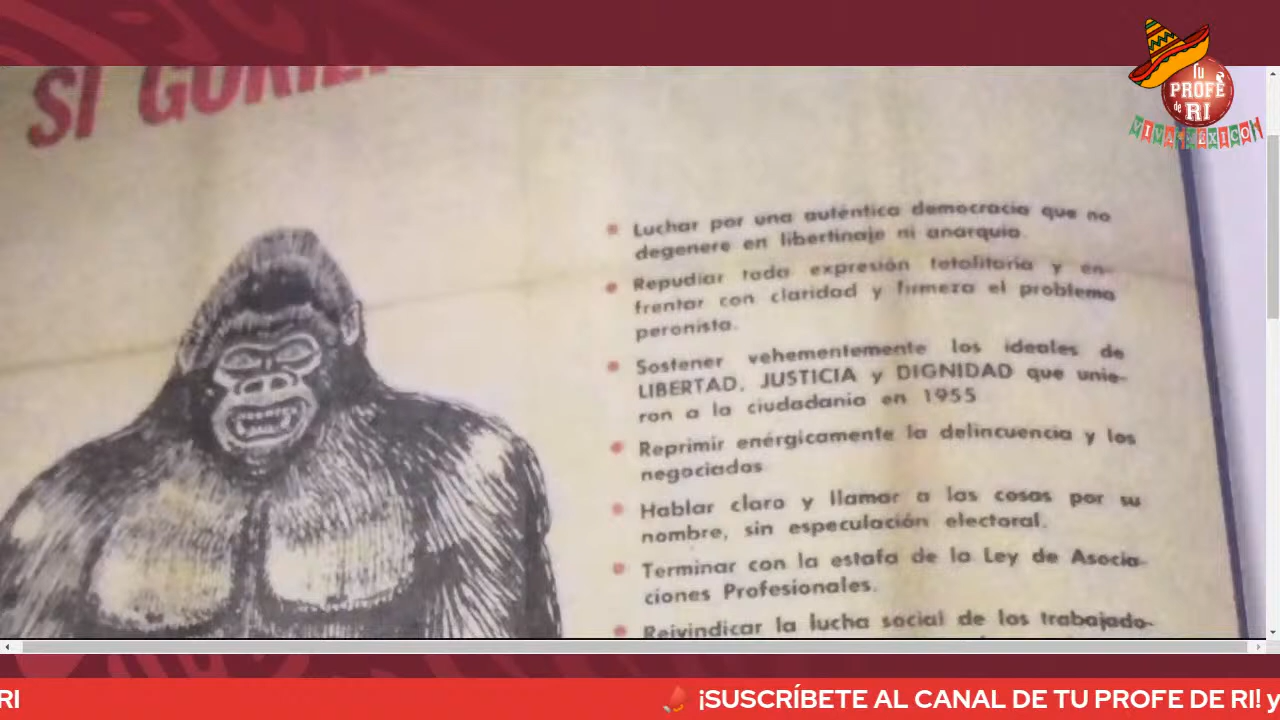 SI GORIL
Luchar por una auténtica democracia que no
degenere en libertinaje ni anarquia.
Repudiar toda expresión totalitaria y en-
frentar con claridad y firmeza el problema
peronista.
Sostener vehementemente los ideales de
LIBERTAD, JUSTICIA y DIGNIDAD que unie-
ron a la ciudadania en 1955
Reprimir enérgicamente la delincuencia y los
negociados
Hablar claro y llamar a las cosas por su
nombre, sin especulación electoral.
Terminar con la estafa de la Ley de Asocia-
ciones Profesionales.
Reivindicar la lucha social de los trabajado-
Tu
PROFE
de RI
VIVA MÉXICO
RI
¡SUSCRÍBETE AL CANAL DE TU PROFE DE RI! y